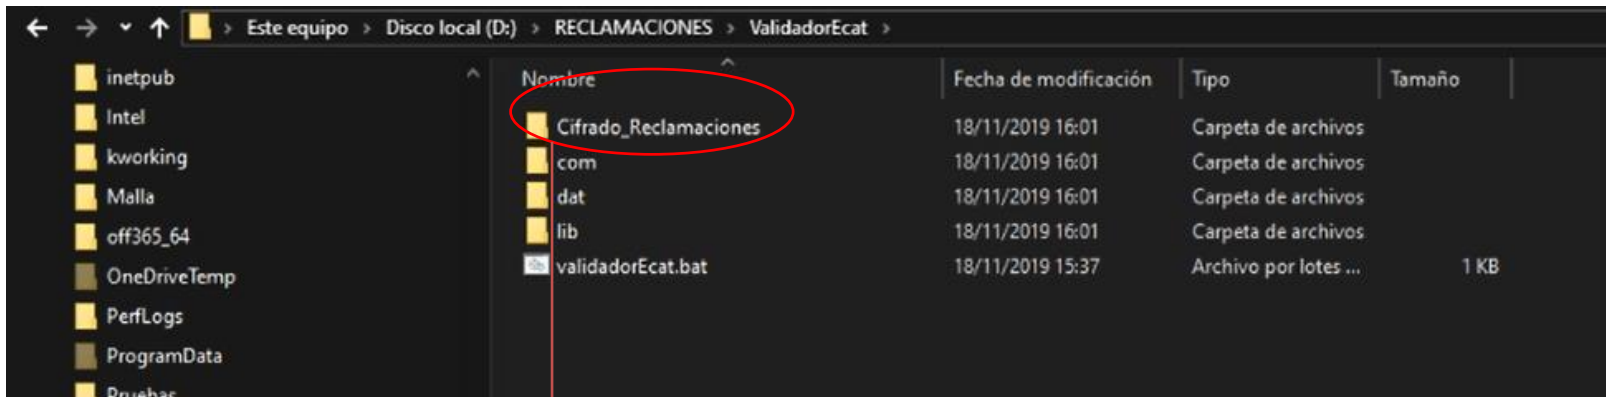 Este equipo > Disco local (D:) > RECLAMACIONES > ValidadorEcat >
inetpub
Intel
kworking
Malla
off365_64
OneDriveTemp
PerfLogs
ProgramData
Pruebas
Nombre Fecha de modificación Tipo Tamaño
Cifrado_Reclamaciones 18/11/2019 16:01 Carpeta de archivos
com 18/11/2019 16:01 Carpeta de archivos
dat 18/11/2019 16:01 Carpeta de archivos
lib 18/11/2019 16:01 Carpeta de archivos
validadorEcat.bat 18/11/2019 15:37 Archivo por lotes ... 1 KB